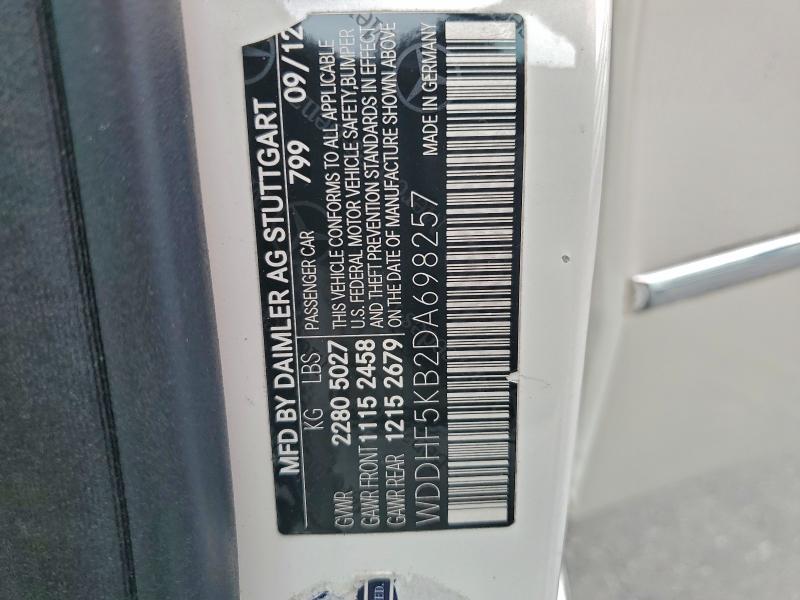 MFD BY DAIMLER AG STUTTGART
PASSENGER CAR 799 09/12
KG LBS
GVWR 2280 5027
GAWR FRONT 1115 2458
GAWR REAR 1215 2679
THIS VEHICLE CONFORMS TO ALL APPLICABLE
U.S. FEDERAL MOTOR VEHICLE SAFETY, BUMPER
AND THEFT PREVENTION STANDARDS IN EFFECT
ON THE DATE OF MANUFACTURE SHOWN ABOVE
WDDHF5KB2DA698257 MADE IN GERMANY